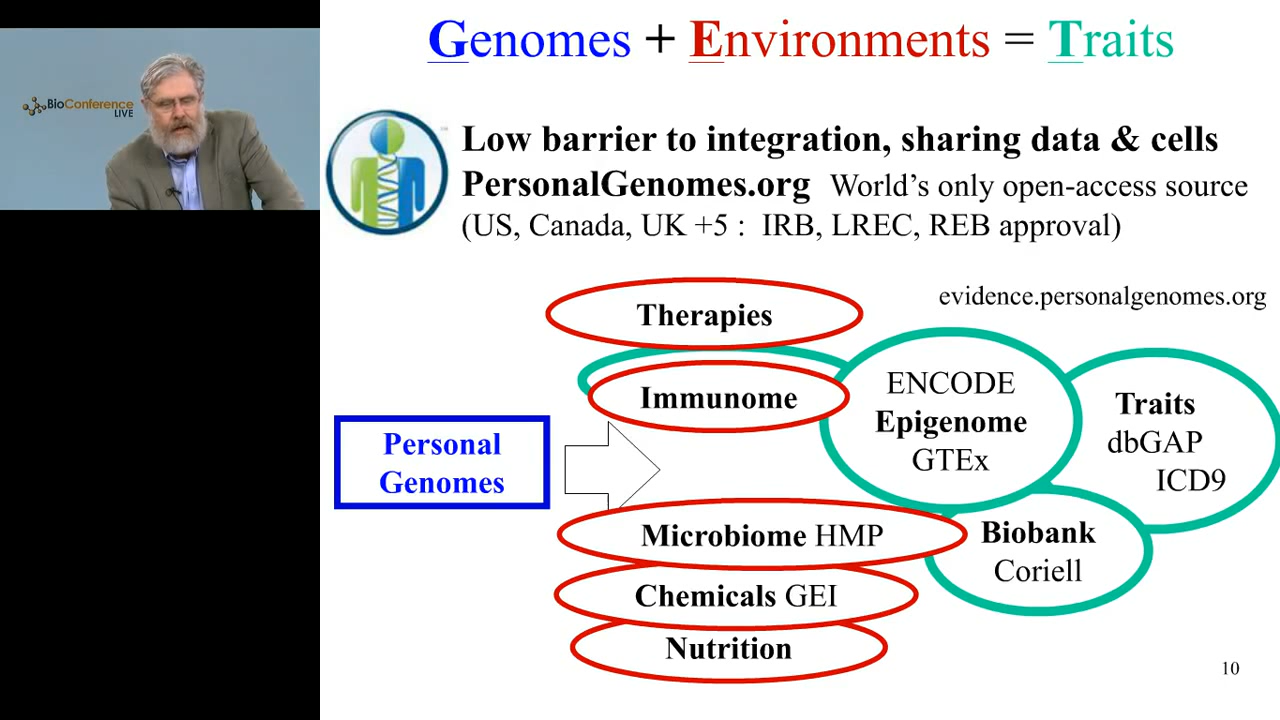 BioConference
LIVE
Genomes + Environments = Traits
Low barrier to integration, sharing data & cells
PersonalGenomes.org World's only open-access source
(US, Canada, UK +5 : IRB, LREC, REB approval)
evidence.personalgenomes.org
Therapies
Immunome
ENCODE
Epigenome
GTEx
Traits
dbGAP
ICD9
Personal
Genomes
Microbiome HMP
Biobank
Coriell
Chemicals GEI
Nutrition
10